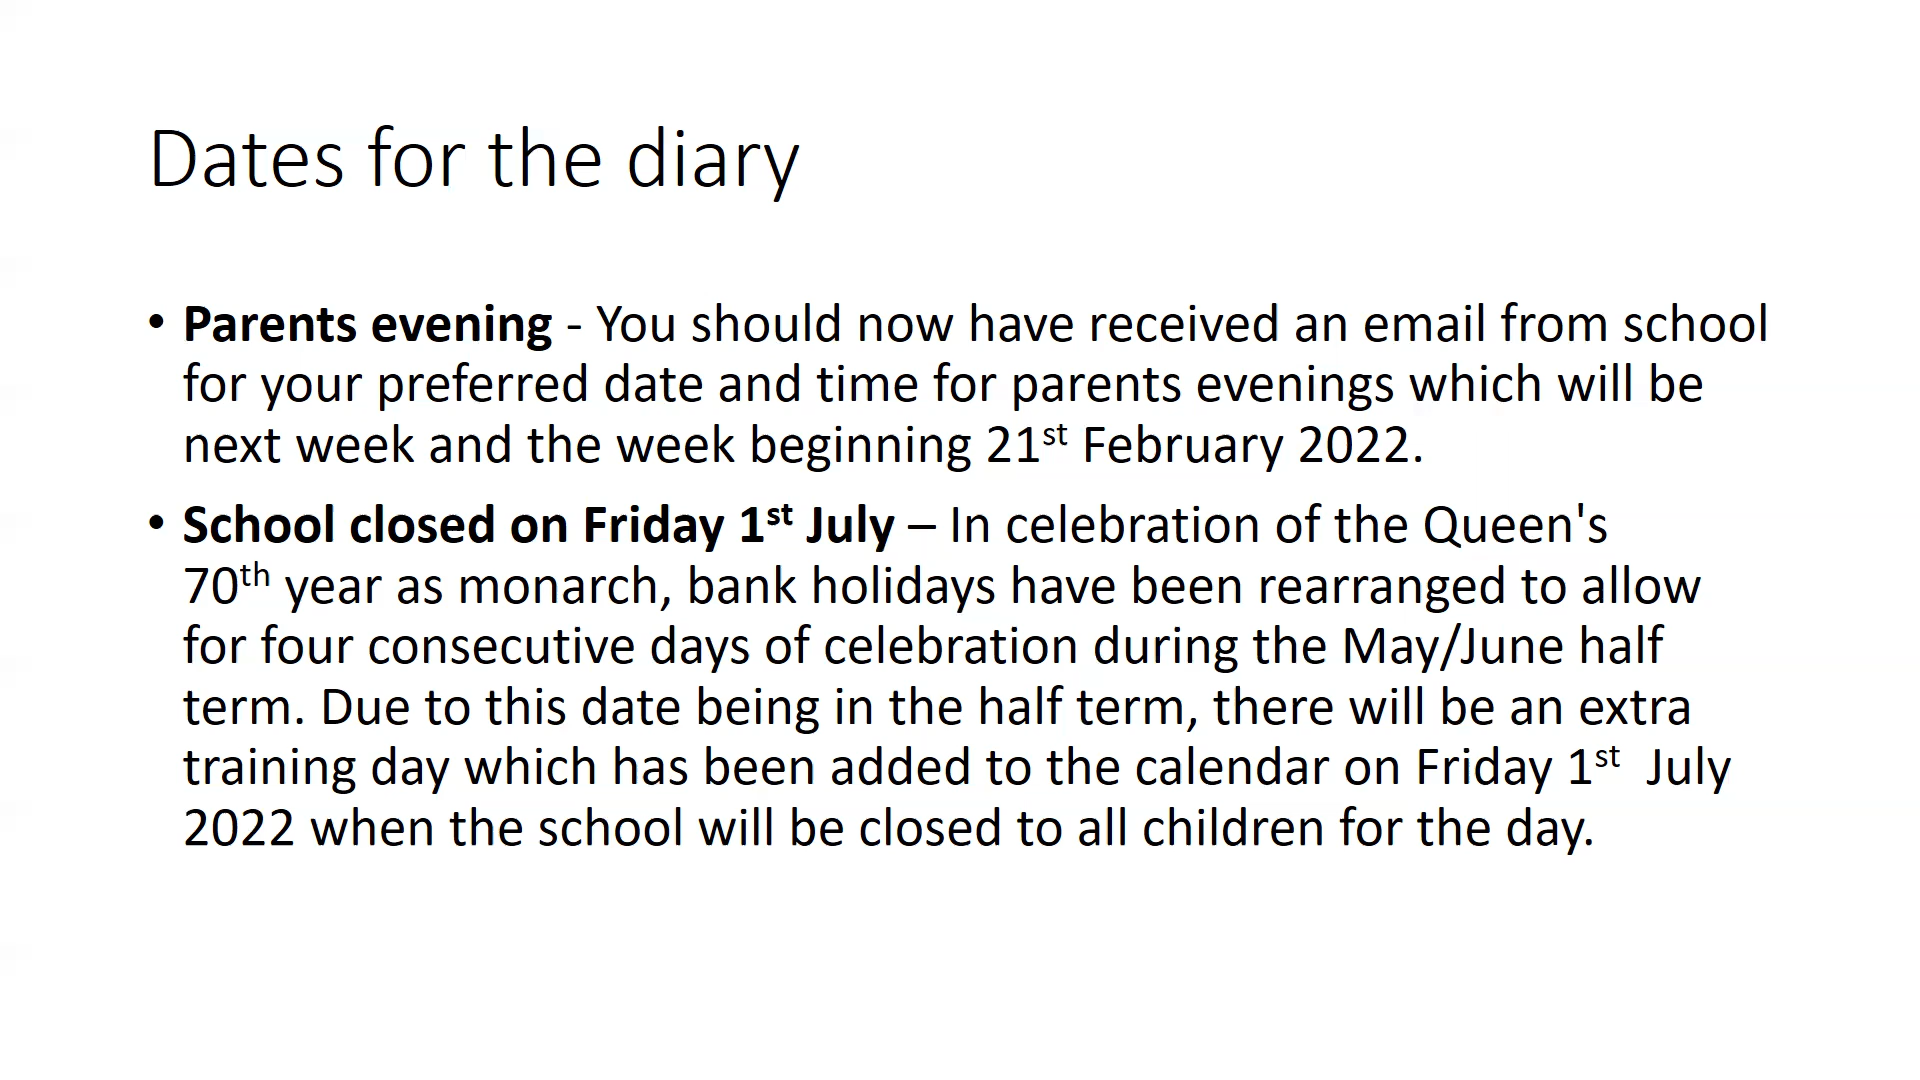 Dates for the diary
• Parents evening - You should now have received an email from school
for your preferred date and time for parents evenings which will be
next week and the week beginning 21st February 2022.
• School closed on Friday 1st July – In celebration of the Queen's
70th year as monarch, bank holidays have been rearranged to allow
for four consecutive days of celebration during the May/June half
term. Due to this date being in the half term, there will be an extra
training day which has been added to the calendar on Friday 1st  July
2022 when the school will be closed to all children for the day.